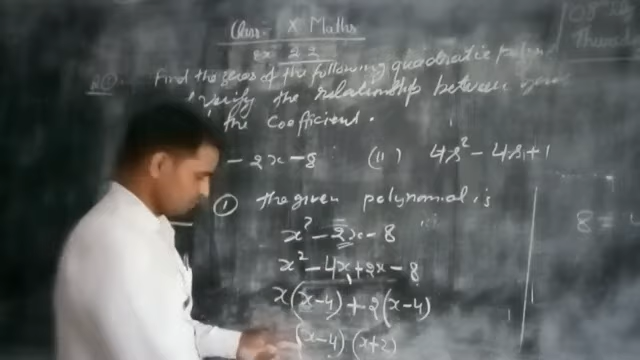 Class:- X Maths
ex 2.2
Find the zeros of the following quadratic
verify the relationship between
the coefficient.
- 2x - 8 (ii) 4s² - 4s + 1
① the given polynomial is
x² - 2x - 8
x² - 4x + 2x - 8
x(x-4) + 2(x-4)
(x-4)(x+2)
8 =